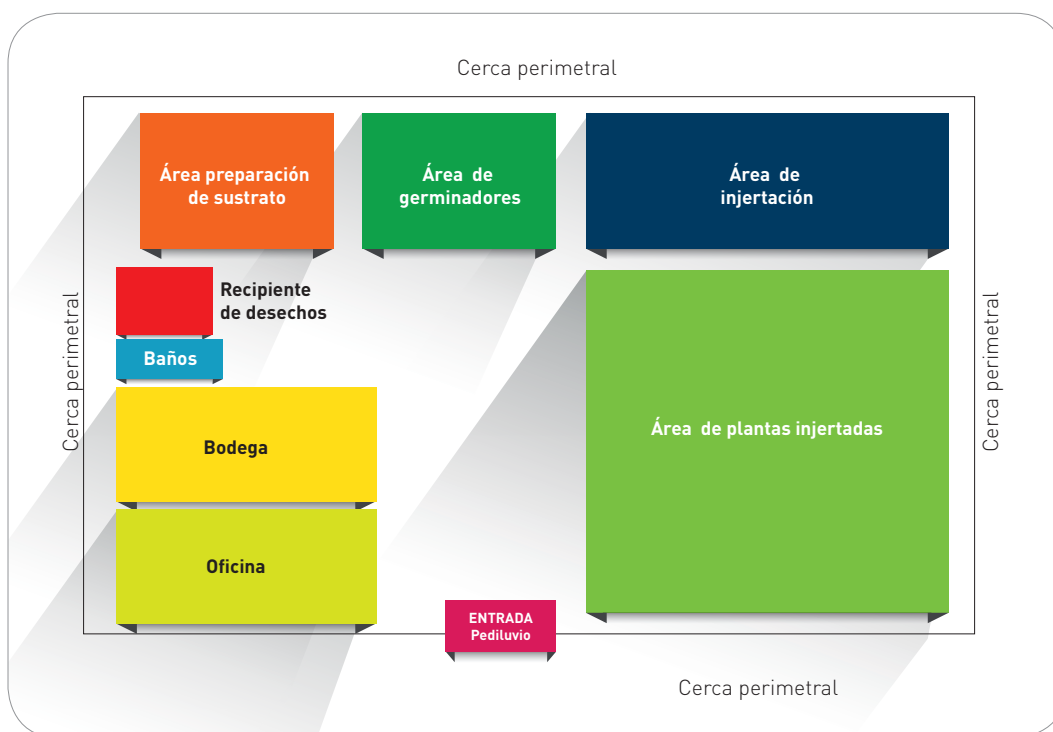 Cerca perimetral
Área preparación
de sustrato
Área de
germinadores
Área de
injertación
Recipiente
de desechos
Baños
Cerca perimetral
Bodega
Área de plantas injertadas
Cerca perimetral
Oficina
ENTRADA
Pediluvio
Cerca perimetral